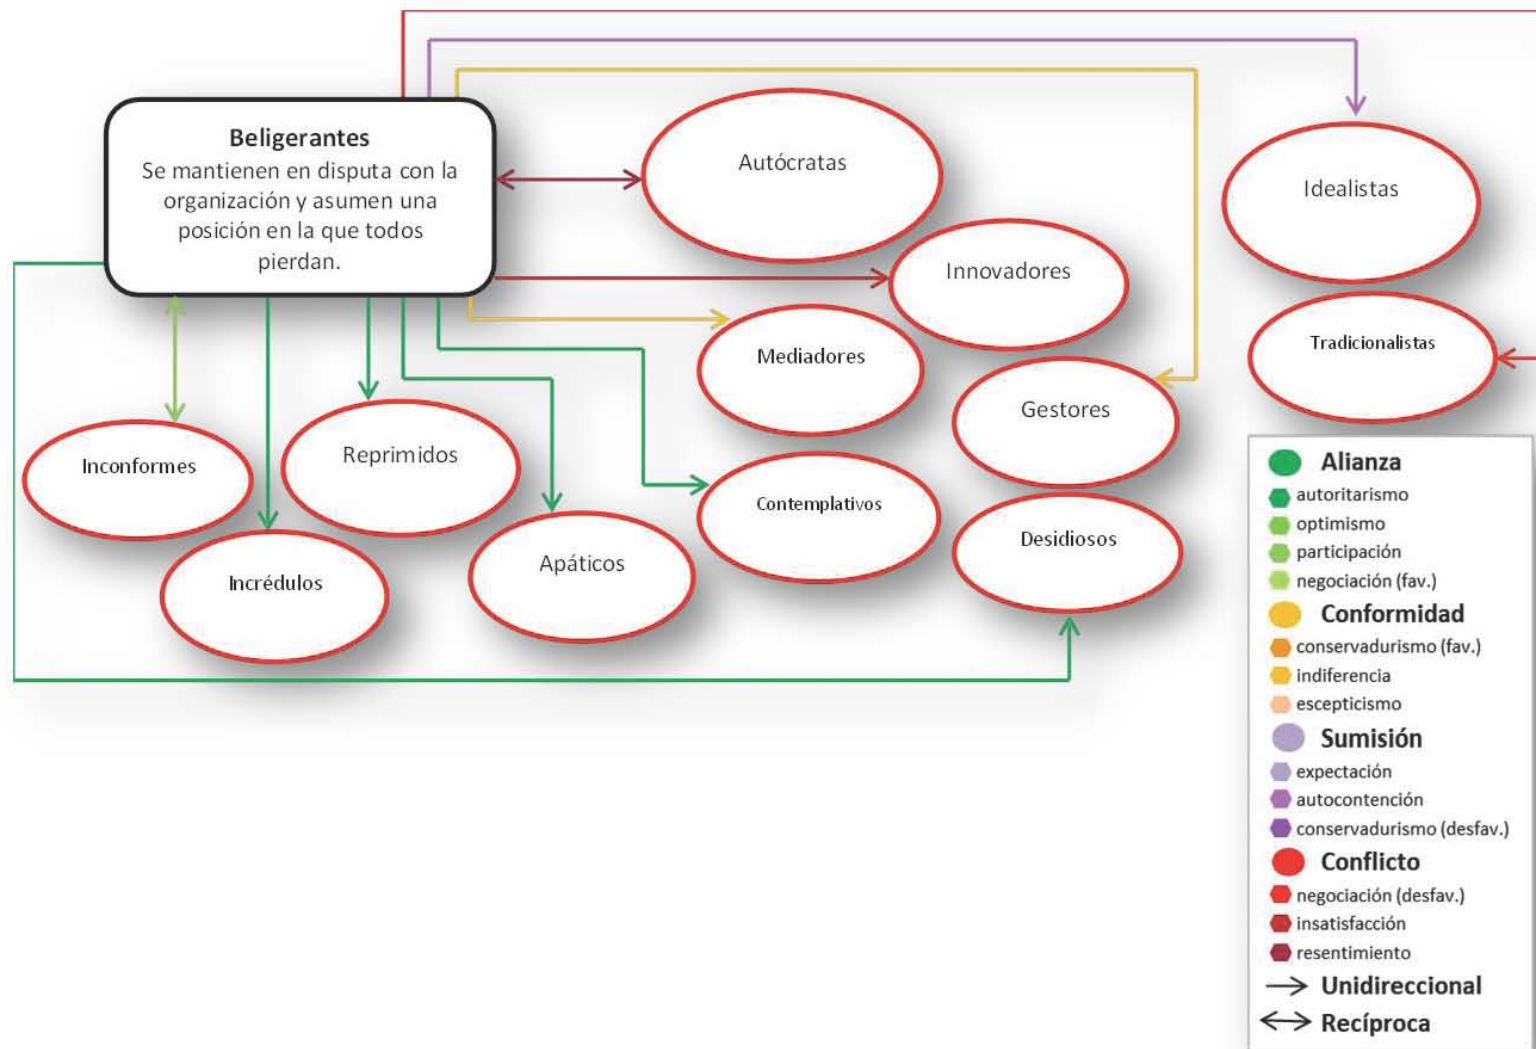 Beligerantes
Se mantienen en disputa con la
organización y asumen una
posición en la que todos
pierdan.
Autócratas
Idealistas
Innovadores
Tradicionalistas
Mediadores
Gestores
Inconformes
Reprimidos
Contemplativos
Desidiosos
Apáticos
Incrédulos
Alianza
autoritarismo
optimismo
participación
negociación (fav.)
Conformidad
conservadurismo (fav.)
indiferencia
escepticismo
Sumisión
expectación
autocontención
conservadurismo (desfav.)
Conflicto
negociación (desfav.)
insatisfacción
resentimiento
Unidireccional
Recíproca